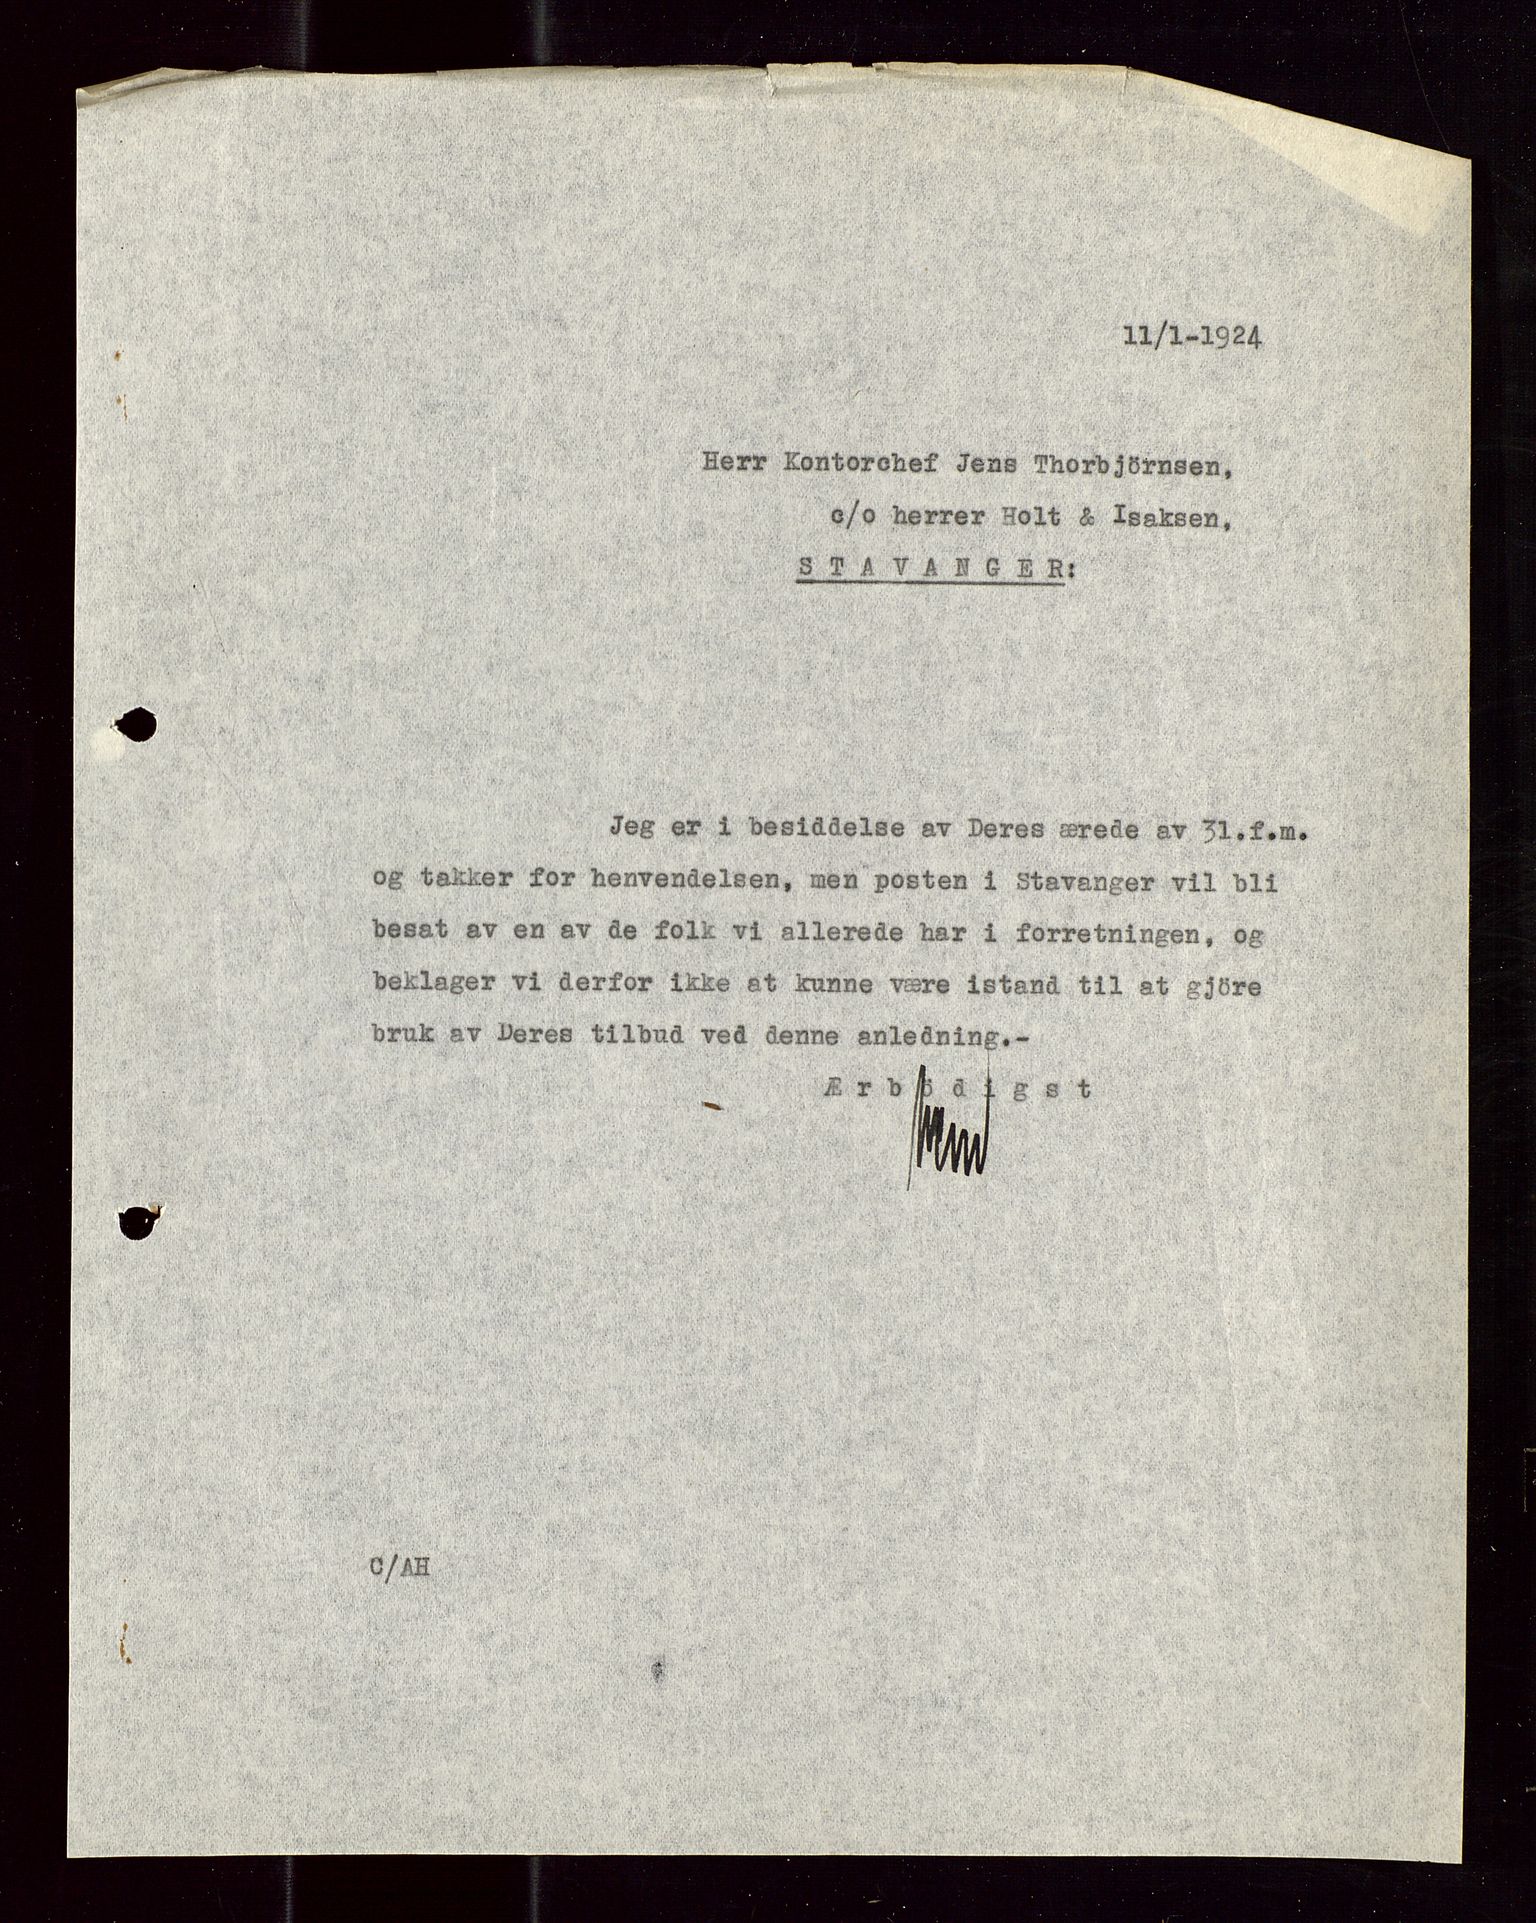 11/1-1924
Herr Kontorchef Jens Thorbjörnsen,
c/o herrer Holt & Isaksen,
S T A V A N G E R:
Jeg er i besiddelse av Deres ærede av 31.f.m.
og takker for henvendelsen, men posten i Stavanger vil bli
besat av en av de folk vi allerede har i forretningen, og
beklager vi derfor ikke at kunne være istand til at gjöre
bruk av Deres tilbud ved denne anledning.-
Æ r b ö d i g s t
C/AH